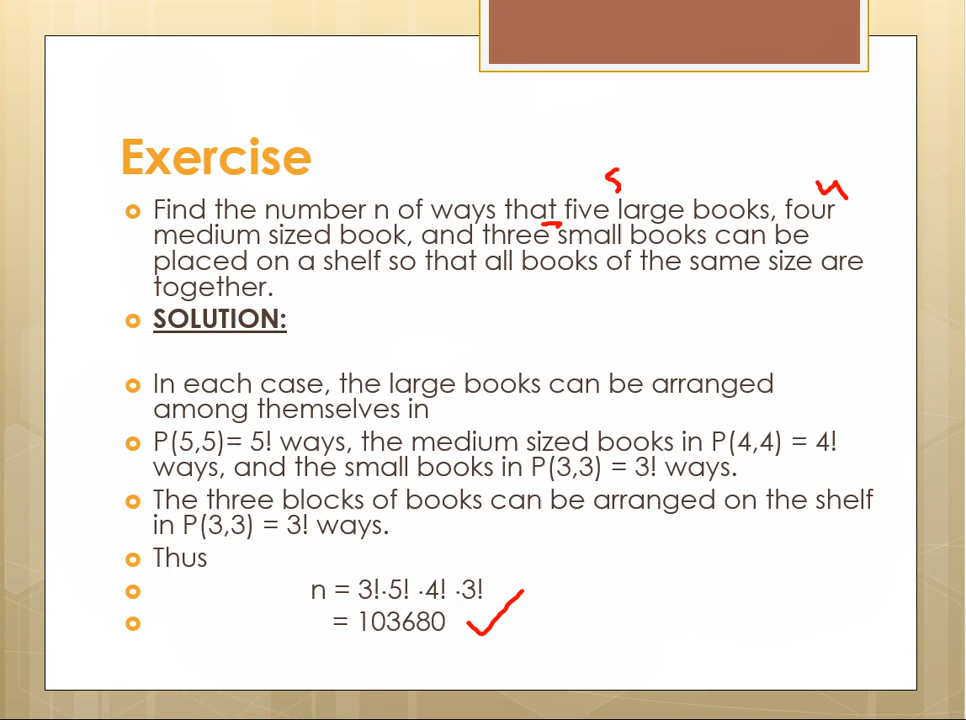 Exercise
Find the number n of ways that five large books, four
medium sized book, and three small books can be
placed on a shelf so that all books of the same size are
together.
SOLUTION:
In each case, the large books can be arranged
among themselves in
P(5,5)= 5! ways, the medium sized books in P(4,4) = 4!
ways, and the small books in P(3,3) = 3! ways.
The three blocks of books can be arranged on the shelf
in P(3,3) = 3! ways.
Thus
n = 3!·5! ·4! ·3!
= 103680